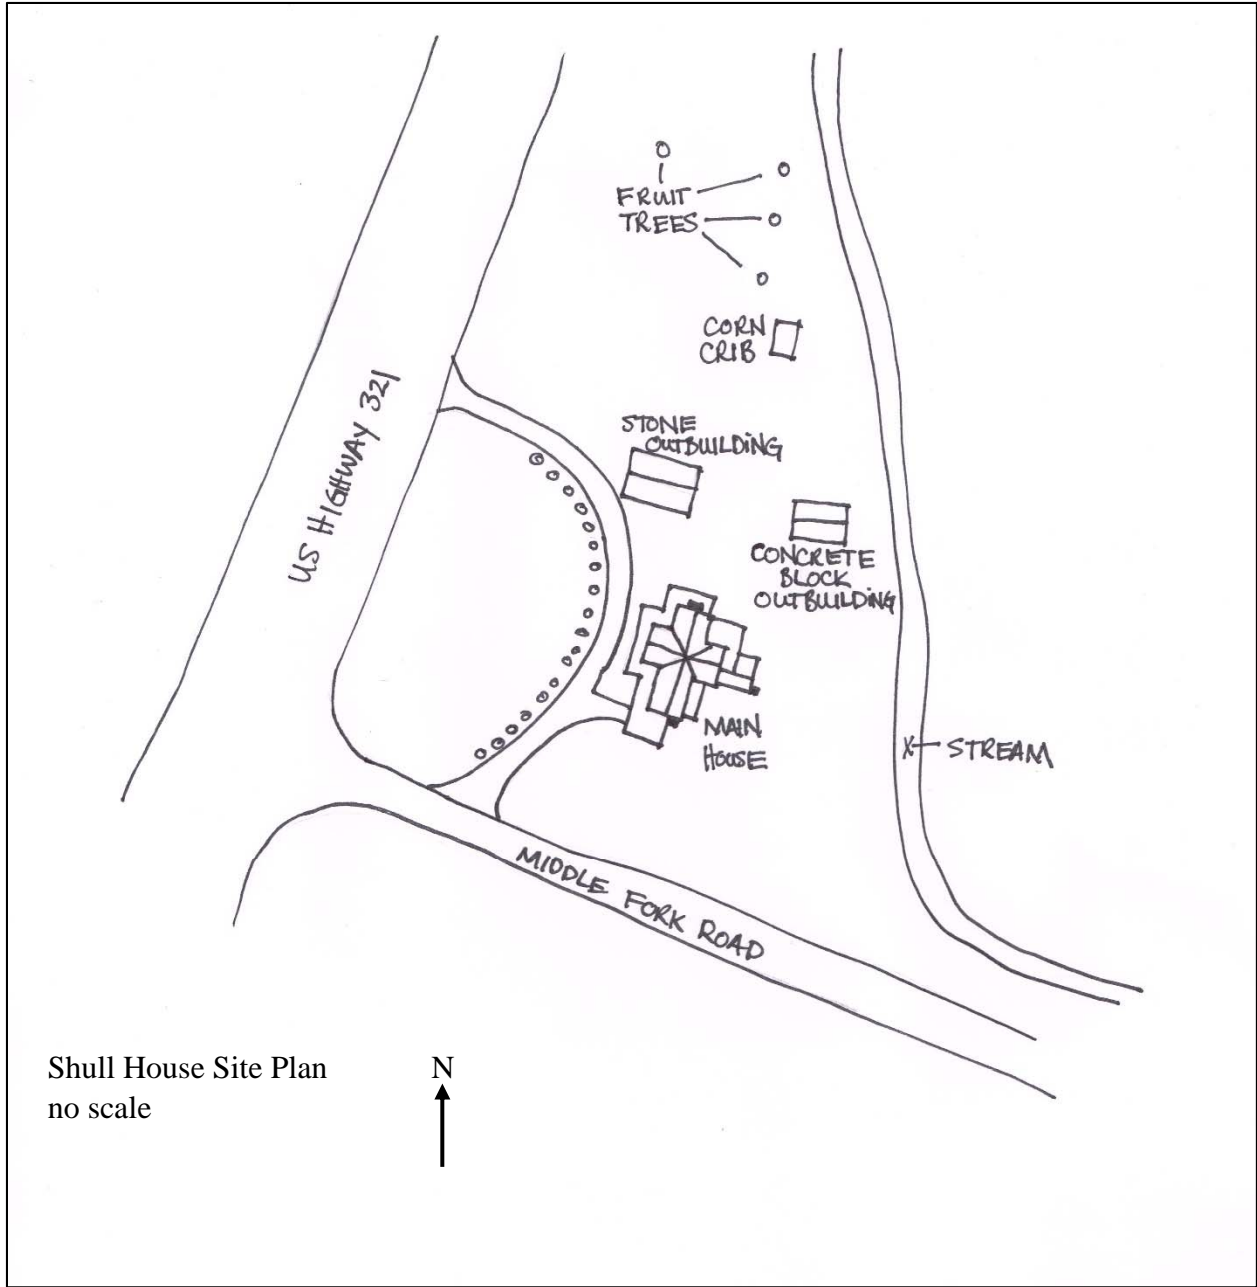 FRUIT
TREES
CORN
CRIB
STONE
OUTBUILDING
US HIGHWAY 321
CONCRETE
BLOCK
OUTBUILDING
MAIN
HOUSE
X STREAM
MIDDLE FORK ROAD
Shull House Site Plan
no scale
N